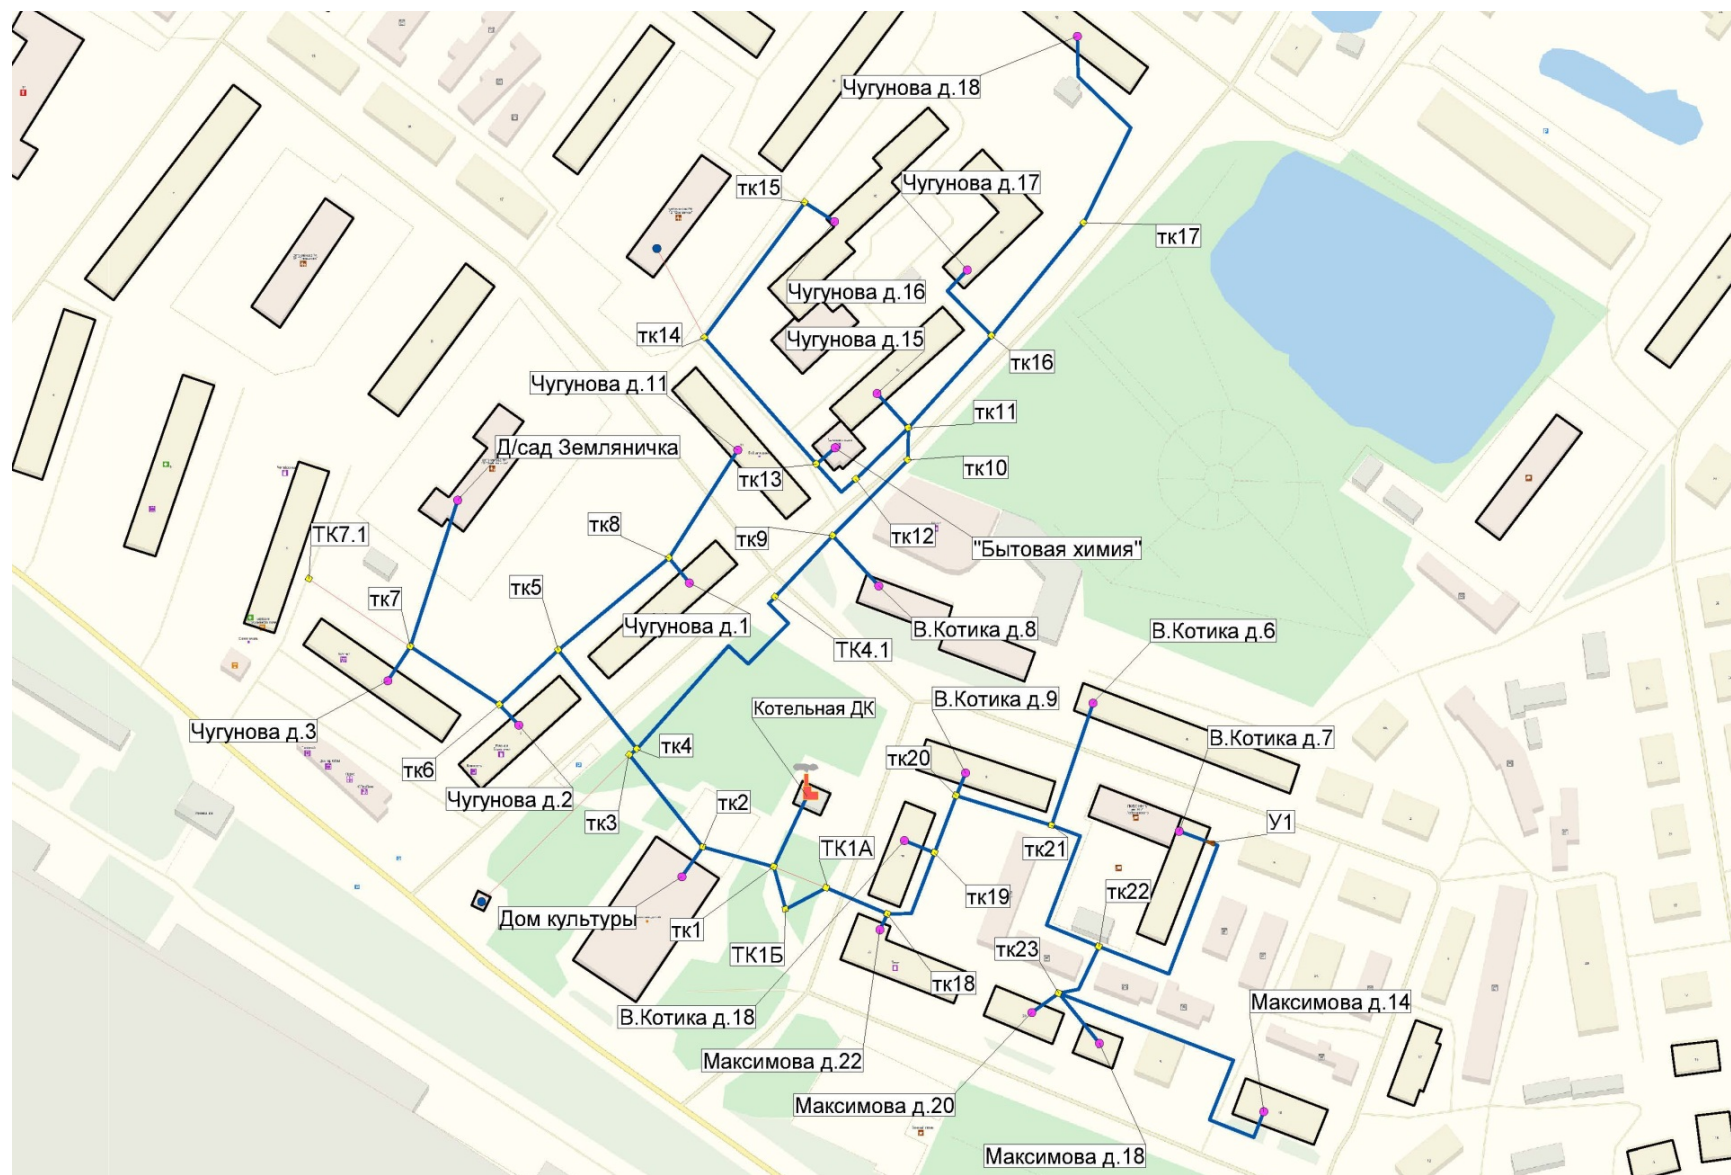 Чугунова д.18
Чугунова д.17
тк15
тк17
Чугунова д.16
тк14
Чугунова д.15
тк16
Чугунова д.11
тк11
Д/сад Земляничка
тк13
тк10
ТК7.1
тк8
тк9
тк12
"Бытовая химия"
тк7
тк5
Чугунова д.1
В.Котика д.8
В.Котика д.6
ТК4.1
Чугунова д.3
В.Котика д.9
Котельная ДК
В.Котика д.7
тк4
тк6
тк20
Чугунова д.2
тк3
тк2
У1
тк21
ТК1А
тк19
тк22
Дом культуры
тк1
ТК1Б
тк23
тк18
В.Котика д.18
Максимова д.14
Максимова д.22
Максимова д.20
Максимова д.18